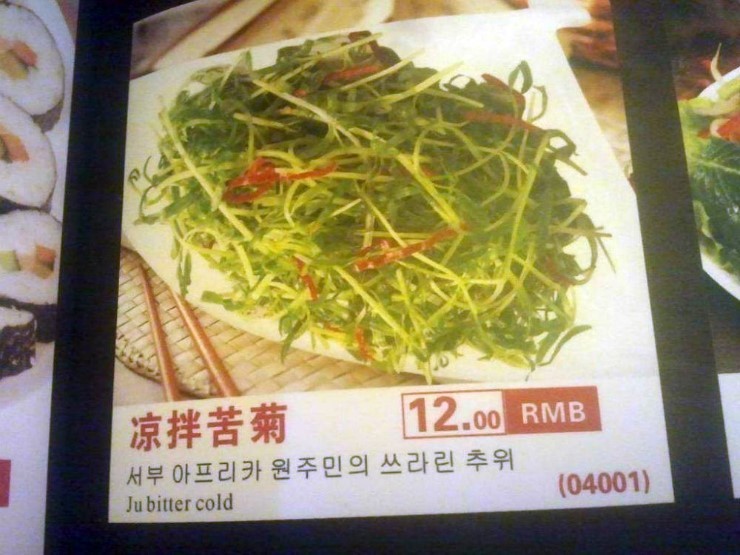 凉拌苦菊
12.00 RMB
서부 아프리카 원주민의 쓰라린 추위
Ju bitter cold
(04001)